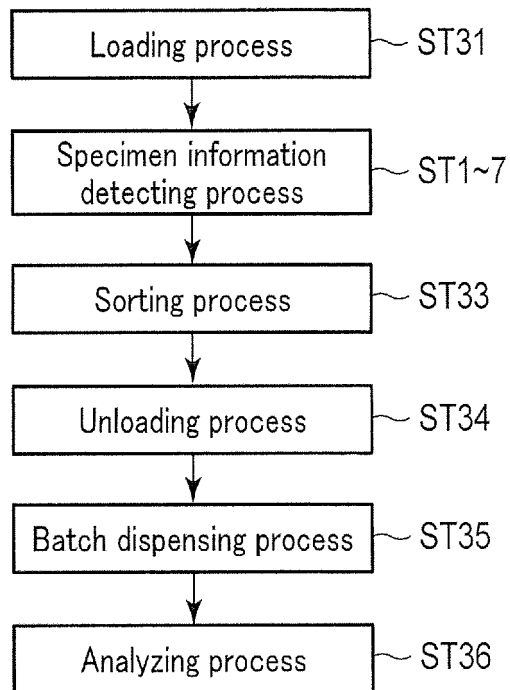 Loading process ST31
Specimen information
detecting process ST1~7
Sorting process ST33
Unloading process ST34
Batch dispensing process ST35
Analyzing process ST36